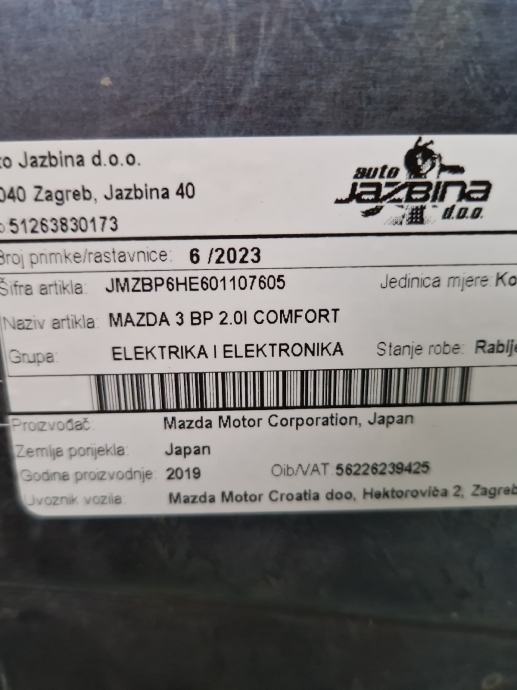 to Jazbina d.o.o.
040 Zagreb, Jazbina 40
51263830173
auto
JAZBINA
d.o.o.
Broj primke/rastavnice: 6 /2023
Šifra artikla: JMZBP6HE601107605 Jedinica mjere: Ko
Naziv artikla: MAZDA 3 BP 2.0I COMFORT
Grupa: ELEKTRIKA I ELEKTRONIKA Stanje robe: Rablje
Proizvođač: Mazda Motor Corporation, Japan
Zemlja porijekla: Japan
Godina proizvodnje: 2019 Oib/VAT: 56226239425
Uvoznik vozila: Mazda Motor Croatia doo, Hektorovića 2, Zagreb